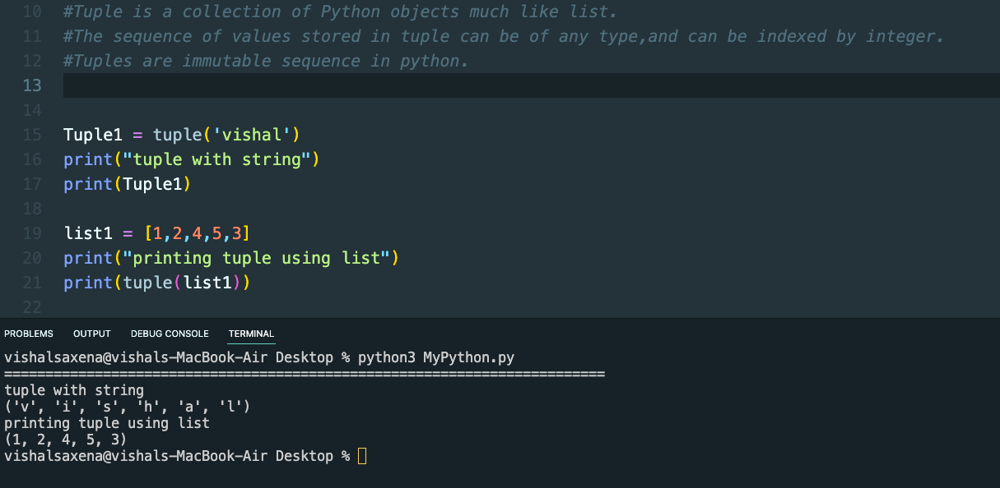 10 #Tuple is a collection of Python objects much like list.
11 #The sequence of values stored in tuple can be of any type,and can be indexed by integer.
12 #Tuples are immutable sequence in python.
13
14
15 Tuple1 = tuple('vishal')
16 print("tuple with string")
17 print(Tuple1)
18
19 list1 = [1,2,4,5,3]
20 print("printing tuple using list")
21 print(tuple(list1))
22
PROBLEMS OUTPUT DEBUG CONSOLE TERMINAL
vishalsaxena@vishals-MacBook-Air Desktop % python3 MyPython.py
=========================================================================
tuple with string
('v', 'i', 's', 'h', 'a', 'l')
printing tuple using list
(1, 2, 4, 5, 3)
vishalsaxena@vishals-MacBook-Air Desktop %